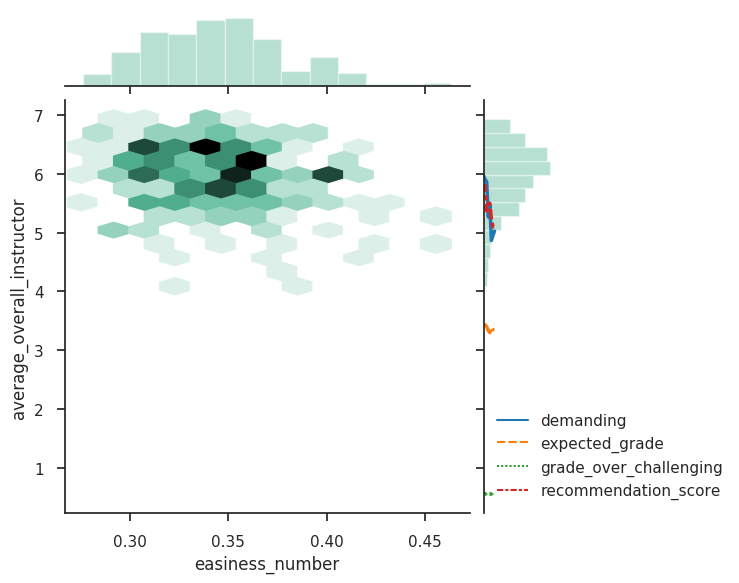 7
6
5
4
3
2
1
average_overall_instructor
0.30 0.35 0.40 0.45
easiness_number
demanding
expected_grade
grade_over_challenging
recommendation_score